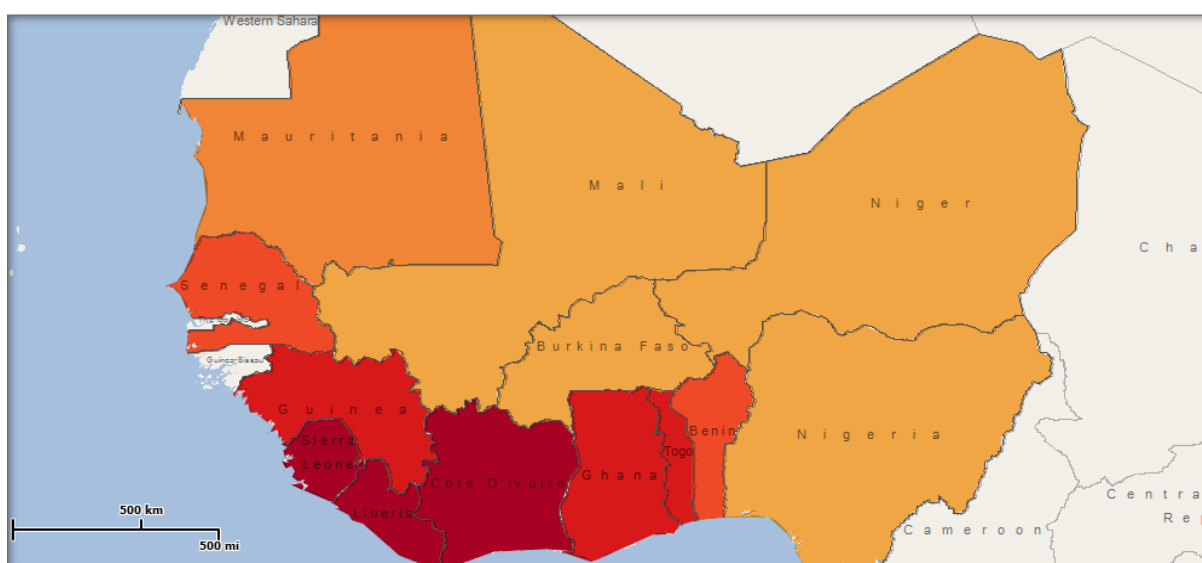 Western Sahara
Mauritania
Mali
Niger
Cha
Senegal
Burkina Faso
Guinea-Bissau
Guinea
Benin
Nigeria
Sierra
Leone
Togo
Ghana
Cote D'Ivoire
Liberia
Centra
Rep
Cameroon
500 km
500 mi